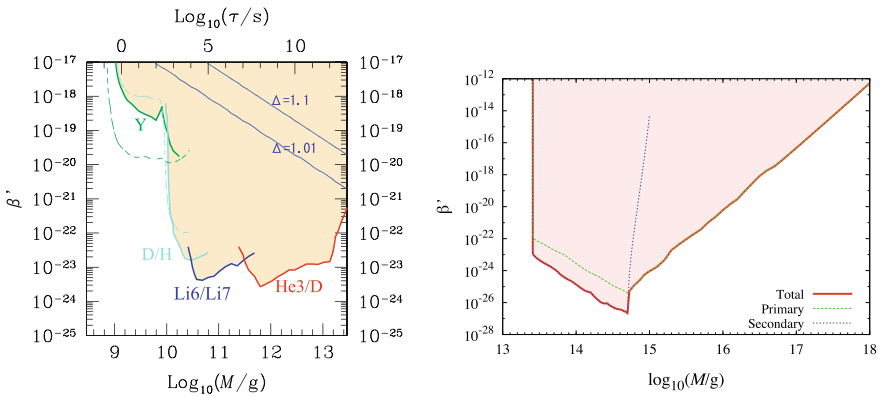 Log₁₀(τ/s)
0 5 10
10⁻¹⁷ 10⁻¹⁷
10⁻¹⁸ 10⁻¹⁸
10⁻¹⁹ 10⁻¹⁹
10⁻²⁰ 10⁻²⁰
10⁻²¹ 10⁻²¹
10⁻²² 10⁻²²
10⁻²³ 10⁻²³
10⁻²⁴ 10⁻²⁴
10⁻²⁵ 10⁻²⁵
β'
Δ=1.1
Δ=1.01
Y
D/H
Li6/Li7
He3/D
9 10 11 12 13
Log₁₀(M/g)
10⁻¹²
10⁻¹⁴
10⁻¹⁶
10⁻¹⁸
10⁻²⁰
10⁻²²
10⁻²⁴
10⁻²⁶
10⁻²⁸
β'
Total
Primary
Secondary
13 14 15 16 17 18
log₁₀(M/g)